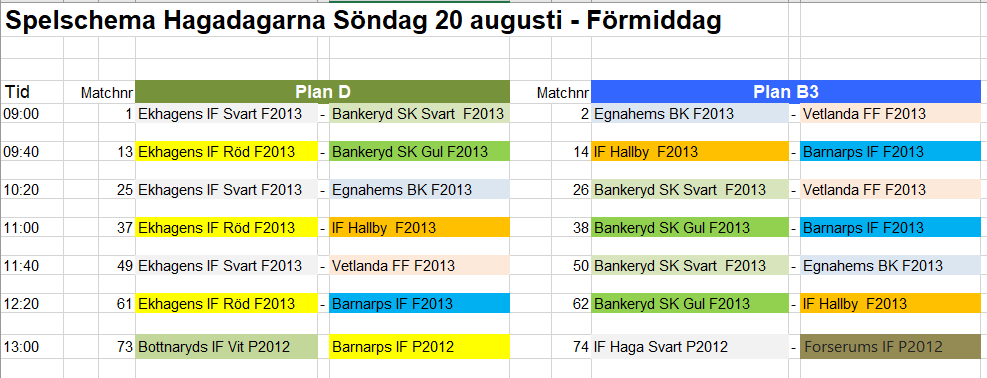 Spelschema Hagadagarna Söndag 20 augusti - Förmiddag
Tid Matchnr Plan D Matchnr Plan B3
09:00 1 Ekhagens IF Svart F2013 - Bankeryd SK Svart  F2013 2 Egnahems BK F2013 - Vetlanda FF F2013
09:40 13 Ekhagens IF Röd F2013 - Bankeryd SK Gul F2013 14 IF Hallby  F2013 - Barnarps IF F2013
10:20 25 Ekhagens IF Svart F2013 - Egnahems BK F2013 26 Bankeryd SK Svart  F2013 - Vetlanda FF F2013
11:00 37 Ekhagens IF Röd F2013 - IF Hallby  F2013 38 Bankeryd SK Gul F2013 - Barnarps IF F2013
11:40 49 Ekhagens IF Svart F2013 - Vetlanda FF F2013 50 Bankeryd SK Svart  F2013 - Egnahems BK F2013
12:20 61 Ekhagens IF Röd F2013 - Barnarps IF F2013 62 Bankeryd SK Gul F2013 - IF Hallby  F2013
13:00 73 Bottnaryds IF Vit P2012 - Barnarps IF P2012 74 IF Haga Svart P2012 - Forserums IF P2012